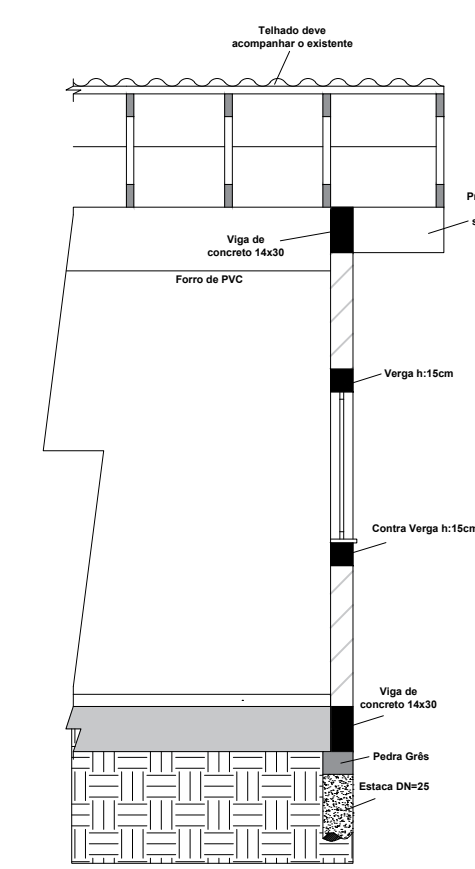 Telhado deve
acompanhar o existente
Viga de
concreto 14x30
Forro de PVC
Verga h:15cm
Contra Verga h:15cm
Viga de
concreto 14x30
Pedra Grês
Estaca DN=25